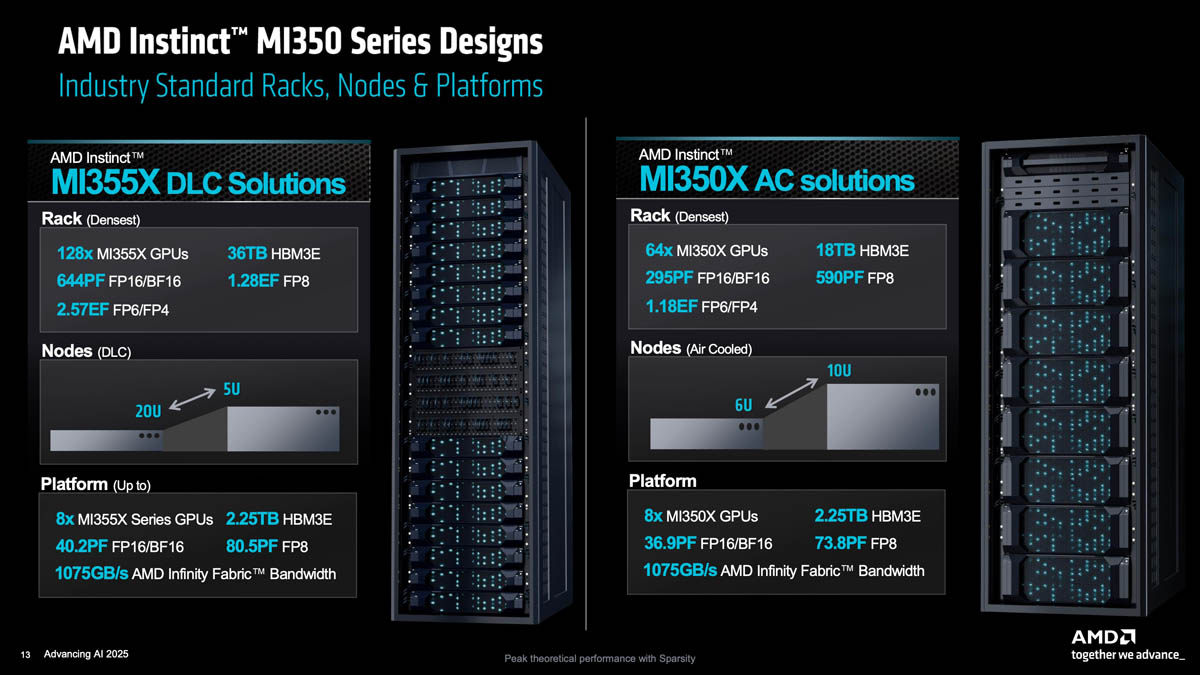 AMD Instinct™ MI350 Series Designs
Industry Standard Racks, Nodes & Platforms
AMD Instinct™
MI355X DLC Solutions
Rack (Densest)
128x MI355X GPUs 36TB HBM3E
644PF FP16/BF16 1.28EF FP8
2.57EF FP6/FP4
Nodes (DLC)
5U
20U
Platform (Up to)
8x MI355X Series GPUs 2.25TB HBM3E
40.2PF FP16/BF16 80.5PF FP8
1075GB/s AMD Infinity Fabric™ Bandwidth
AMD Instinct™
MI350X AC solutions
Rack (Densest)
64x MI350X GPUs 18TB HBM3E
295PF FP16/BF16 590PF FP8
1.18EF FP6/FP4
Nodes (Air Cooled)
10U
6U
Platform
8x MI350X GPUs 2.25TB HBM3E
36.9PF FP16/BF16 73.8PF FP8
1075GB/s AMD Infinity Fabric™ Bandwidth
13 Advancing AI 2025
Peak theoretical performance with Sparsity
AMD
together we advance_